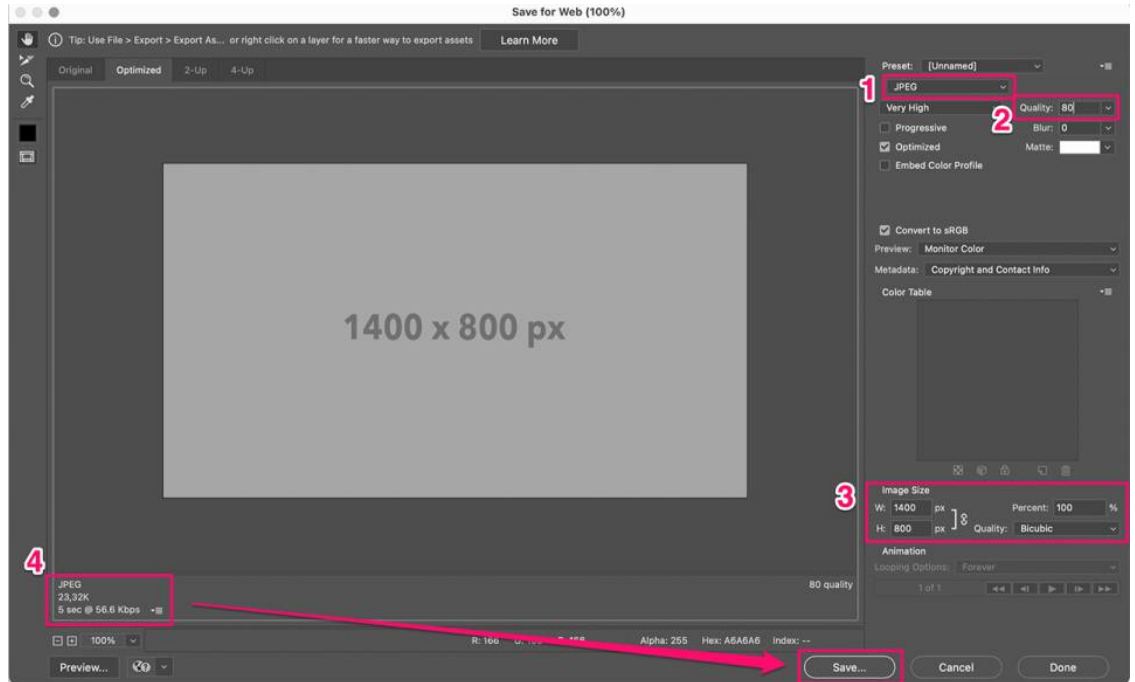 Save for Web (100%)
Tip: Use File > Export > Export As... or right click on a layer for a faster way to export assets
Learn More
Original Optimized 2-Up 4-Up
1400 x 800 px
4
JPEG
23,32K
5 sec @ 56.6 Kbps
80 quality
Preset: [Unnamed]
1
JPEG
Very High
2
Quality: 80
Progressive
Blur: 0
Optimized
Matte:
Embed Color Profile
Convert to sRGB
Preview: Monitor Color
Metadata: Copyright and Contact Info
Color Table
3
Image Size
W: 1400 px Percent: 100 %
H: 800 px Quality: Bicubic
Animation
Looping Options: Forever
1 of 1
100%
Alpha: 255 Hex: A6A6A6 Index: --
Preview...
Save... Cancel Done